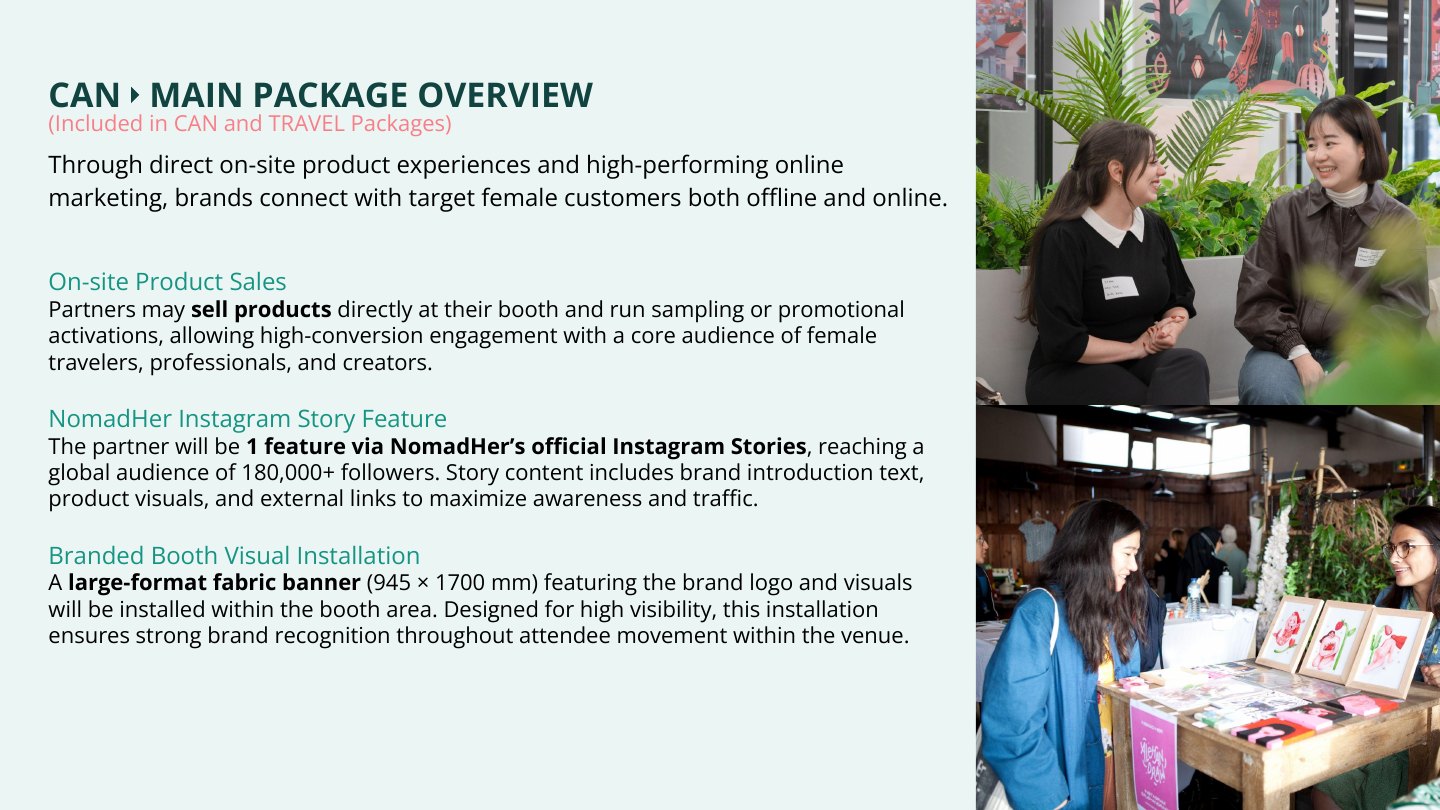 CAN ▸ MAIN PACKAGE OVERVIEW
(Included in CAN and TRAVEL Packages)
Through direct on-site product experiences and high-performing online
marketing, brands connect with target female customers both offline and online.
On-site Product Sales
Partners may sell products directly at their booth and run sampling or promotional
activations, allowing high-conversion engagement with a core audience of female
travelers, professionals, and creators.
NomadHer Instagram Story Feature
The partner will be 1 feature via NomadHer’s official Instagram Stories, reaching a
global audience of 180,000+ followers. Story content includes brand introduction text,
product visuals, and external links to maximize awareness and traffic.
Branded Booth Visual Installation
A large-format fabric banner (945 × 1700 mm) featuring the brand logo and visuals
will be installed within the booth area. Designed for high visibility, this installation
ensures strong brand recognition throughout attendee movement within the venue.